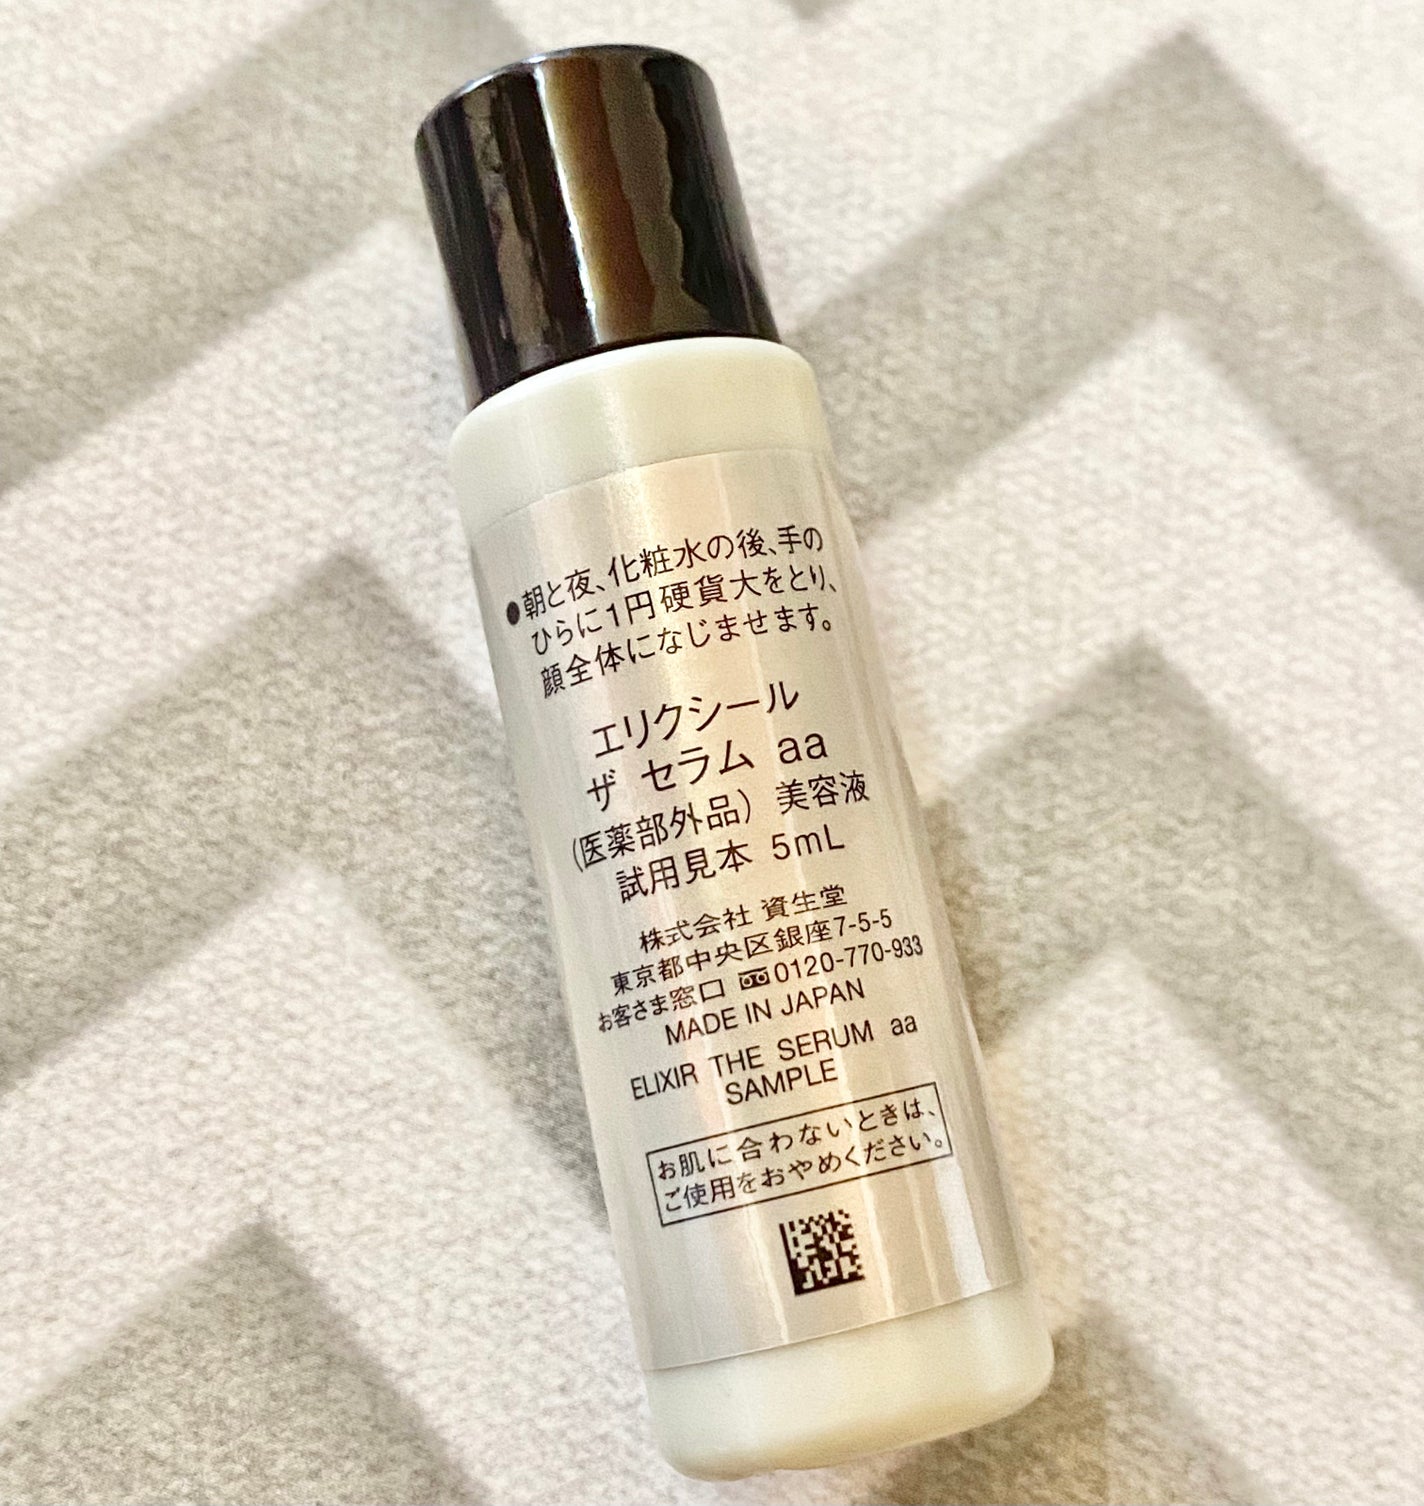 ●朝と夜、化粧水の後、手の
ひらに1円硬貨大をとり、
顔全体になじませます。
エリクシール
ザ セラム aa
(医薬部外品) 美容液
試用見本 5mL
株式会社 資生堂
東京都中央区銀座7-5-5
お客さま窓口 0120-770-933
MADE IN JAPAN
ELIXIR THE SERUM aa
SAMPLE
お肌に合わないときは、
ご使用をおやめください。